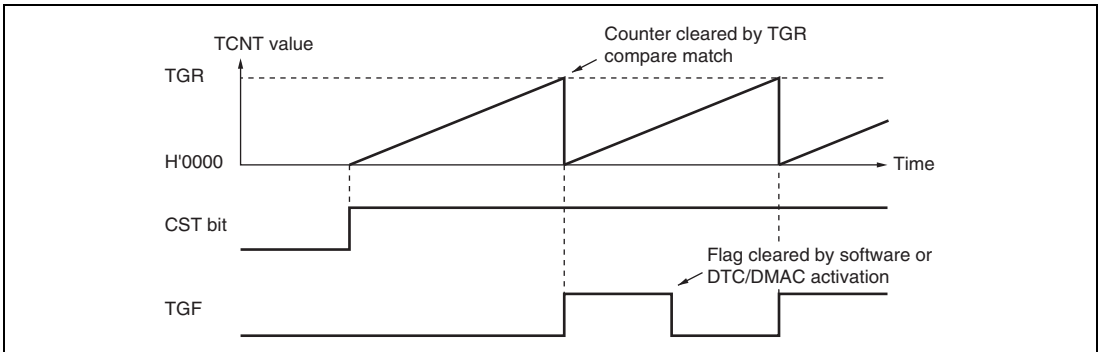 TCNT value
Counter cleared by TGR
compare match
TGR
H'0000
Time
CST bit
Flag cleared by software or
DTC/DMAC activation
TGF